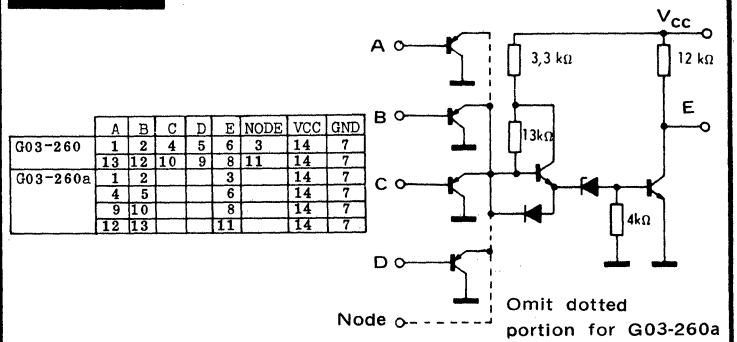 A B C D E NODE VCC GND
G03-260 1 2 4 5 6 3 14 7
13 12 10 9 8 11 14 7
G03-260a 1 2 3 14 7
4 5 6 14 7
9 10 8 14 7
12 13 11 14 7
VCC
A
3,3 kΩ
12 kΩ
B
E
13kΩ
C
4kΩ
D
Node
Omit dotted
portion for G03-260a